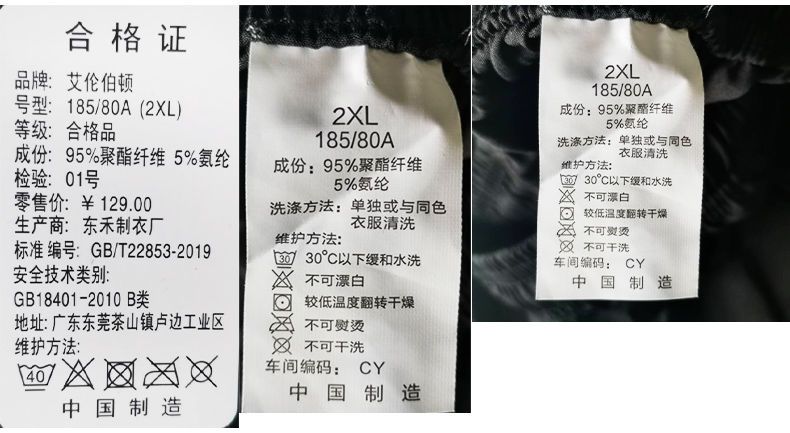 合格证
品牌: 艾伦伯顿
号型: 185/80A (2XL)
等级: 合格品
成份: 95%聚酯纤维 5%氨纶
检验: 01号
零售价: ¥ 129.00
生产商: 东禾制衣厂
标准编号: GB/T22853-2019
安全技术类别:
GB18401-2010 B类
地址: 广东东莞茶山镇卢边工业区
维护方法:
40
中国制造
2XL
185/80A
成份: 95%聚酯纤维
5%氨纶
洗涤方法: 单独或与同色
衣服清洗
维护方法:
30 30°C以下缓和水洗
不可漂白
较低温度翻转干燥
不可熨烫
不可干洗
车间编码: CY
中国制造
2XL
185/80A
成份: 95%聚酯纤维
5%氨纶
洗涤方法: 单独或与同色
衣服清洗
维护方法:
30 30°C以下缓和水洗
不可漂白
较低温度翻转干燥
不可熨烫
不可干洗
车间编码: CY
中国制造